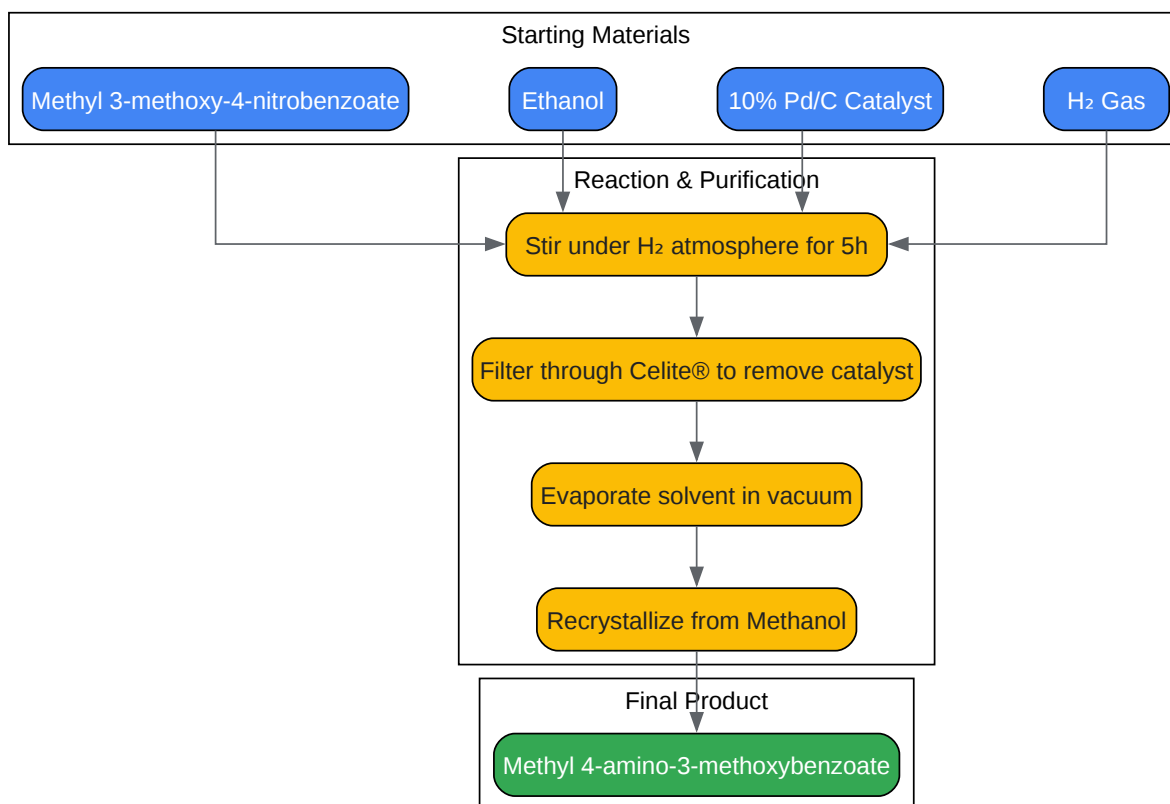 Starting Materials
Methyl 3-methoxy-4-nitrobenzoate
Ethanol
10% Pd/C Catalyst
H₂ Gas
Reaction & Purification
Stir under H₂ atmosphere for 5h
Filter through Celite® to remove catalyst
Evaporate solvent in vacuum
Recrystallize from Methanol
Final Product
Methyl 4-amino-3-methoxybenzoate